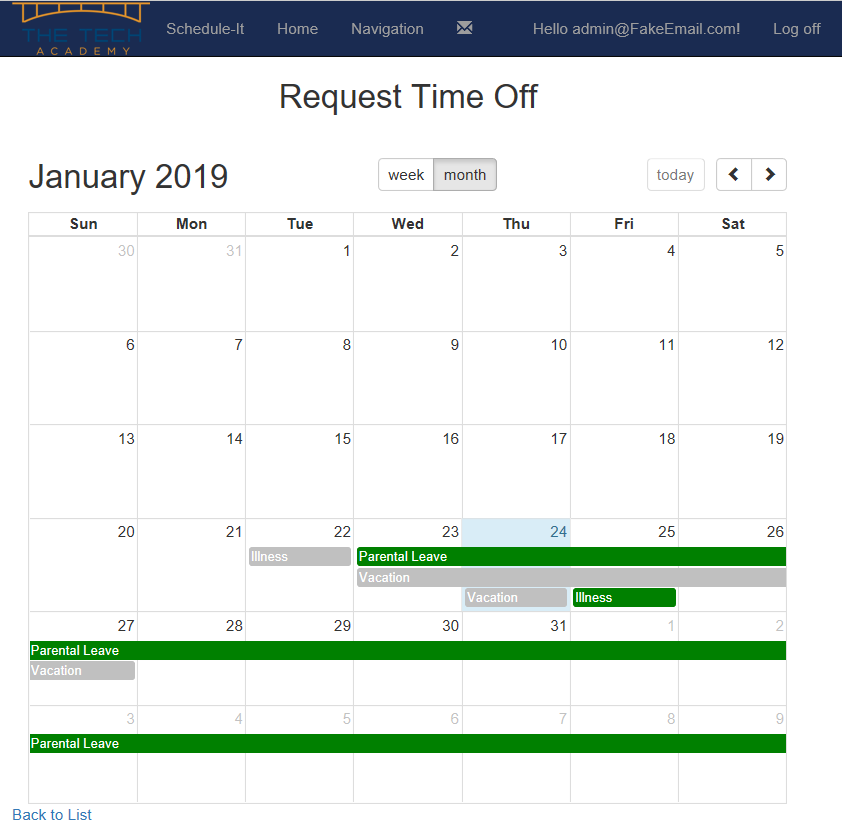 THE TECH
ACADEMY
Schedule-It Home Navigation Hello admin@FakeEmail.com! Log off
Request Time Off
January 2019 week month today
Sun Mon Tue Wed Thu Fri Sat
30 31 1 2 3 4 5
6 7 8 9 10 11 12
13 14 15 16 17 18 19
20 21 22 23 24 25 26
Illness Parental Leave
Vacation
Vacation Illness
27 28 29 30 31 1 2
Parental Leave
Vacation
3 4 5 6 7 8 9
Parental Leave
Back to List